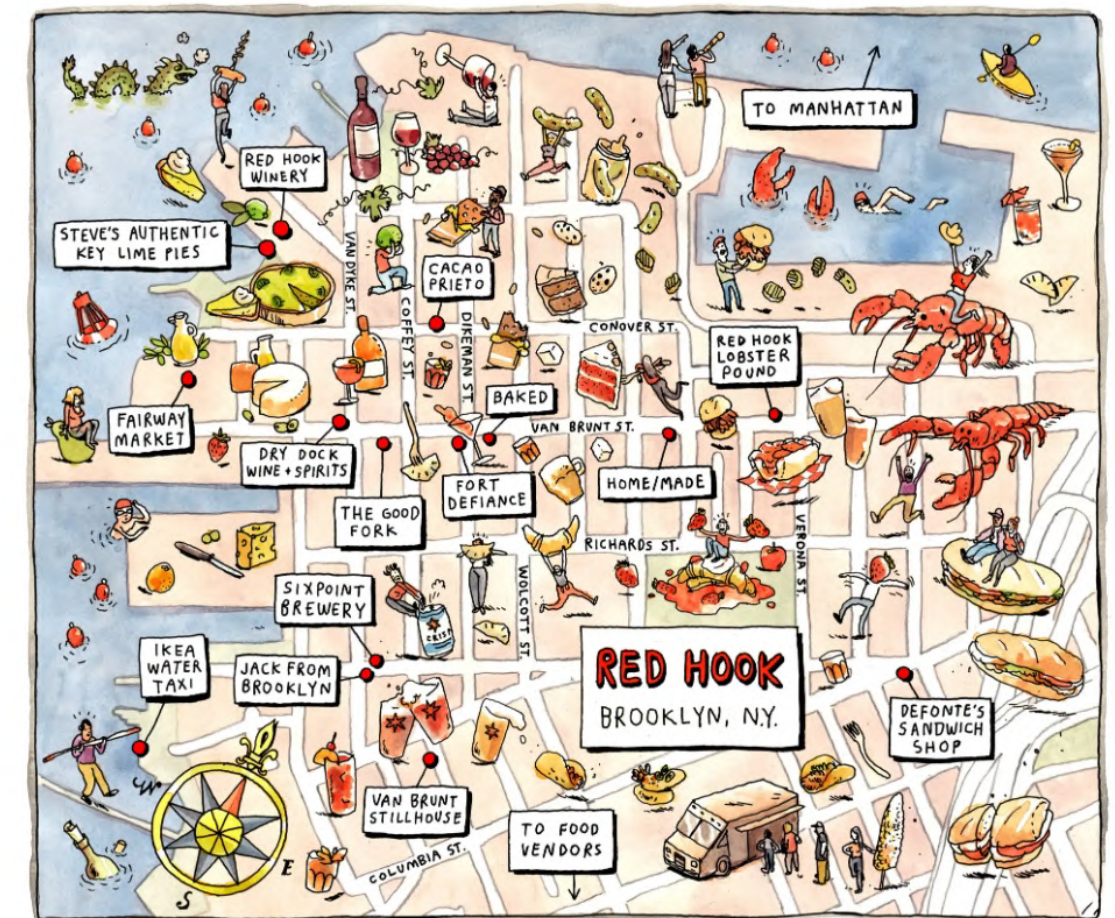 TO MANHATTAN
RED HOOK
WINERY
STEVE'S AUTHENTIC
KEY LIME PIES
VAN DYKE ST.
COFFEY ST.
CACAO
PRIETO
DIKEMAN ST.
CONOVER ST.
RED HOOK
LOBSTER
POUND
FAIRWAY
MARKET
BAKED
VAN BRUNT ST.
DRY DOCK
WINE + SPIRITS
THE GOOD
FORK
FORT
DEFIANCE
HOME/MADE
RICHARDS ST.
VERONA ST.
WOLCOTT ST.
SIXPOINT
BREWERY
CRISP
IKEA
WATER
TAXI
JACK FROM
BROOKLYN
RED HOOK
BROOKLYN, N.Y.
DEFONTE'S
SANDWICH
SHOP
VAN BRUNT
STILLHOUSE
TO FOOD
VENDORS
COLUMBIA ST.
W
E
S